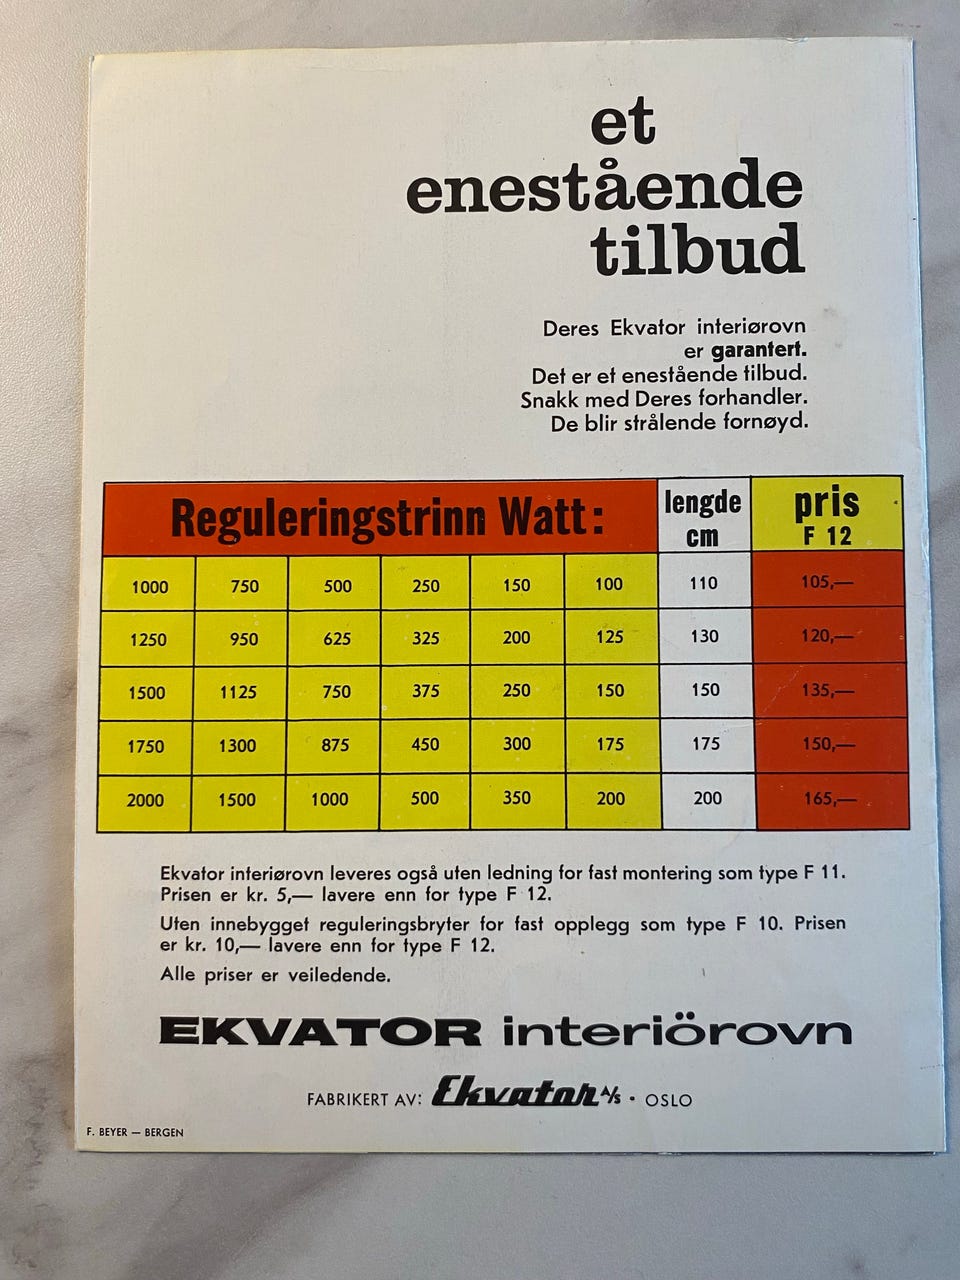 et
enestående
tilbud
Deres Ekvator interiørovn
er garantert.
Det er et enestående tilbud.
Snakk med Deres forhandler.
De blir strålende fornøyd.
Reguleringstrinn Watt: lengde cm pris F 12
1000 750 500 250 150 100 110 105,—
1250 950 625 325 200 125 130 120,—
1500 1125 750 375 250 150 150 135,—
1750 1300 875 450 300 175 175 150,—
2000 1500 1000 500 350 200 200 165,—
Ekvator interiørovn leveres også uten ledning for fast montering som type F 11.
Prisen er kr. 5,— lavere enn for type F 12.
Uten innebygget reguleringsbryter for fast opplegg som type F 10. Prisen
er kr. 10,— lavere enn for type F 12.
Alle priser er veiledende.
EKVATOR interiörovn
FABRIKERT AV: Ekvator A/s • OSLO
F. BEYER — BERGEN